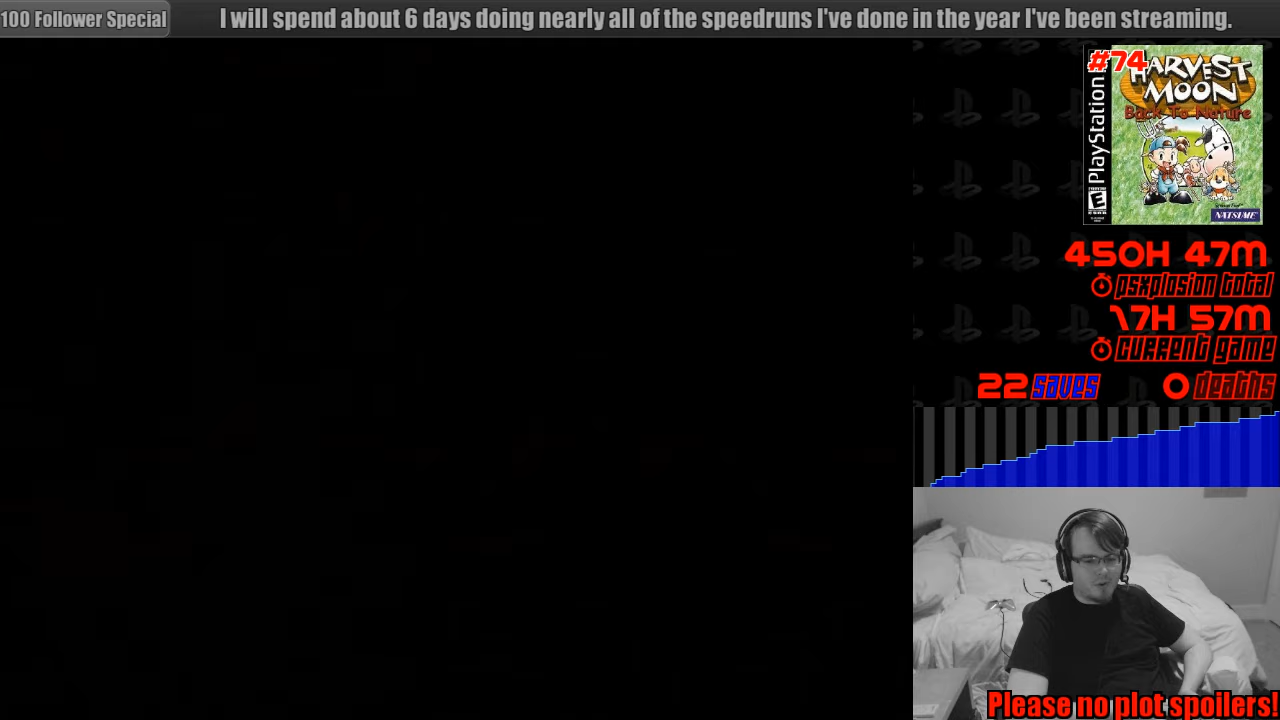 100 Follower Special
I will spend about 6 days doing nearly all of the speedruns I've done in the year I've been streaming.
#74
HARVEST
MOON
Back To Nature
PlayStation
E
NATSUME
450H 47M
psxplosion total
17H 57M
current game
22 saves
0 deaths
Please no plot spoilers!